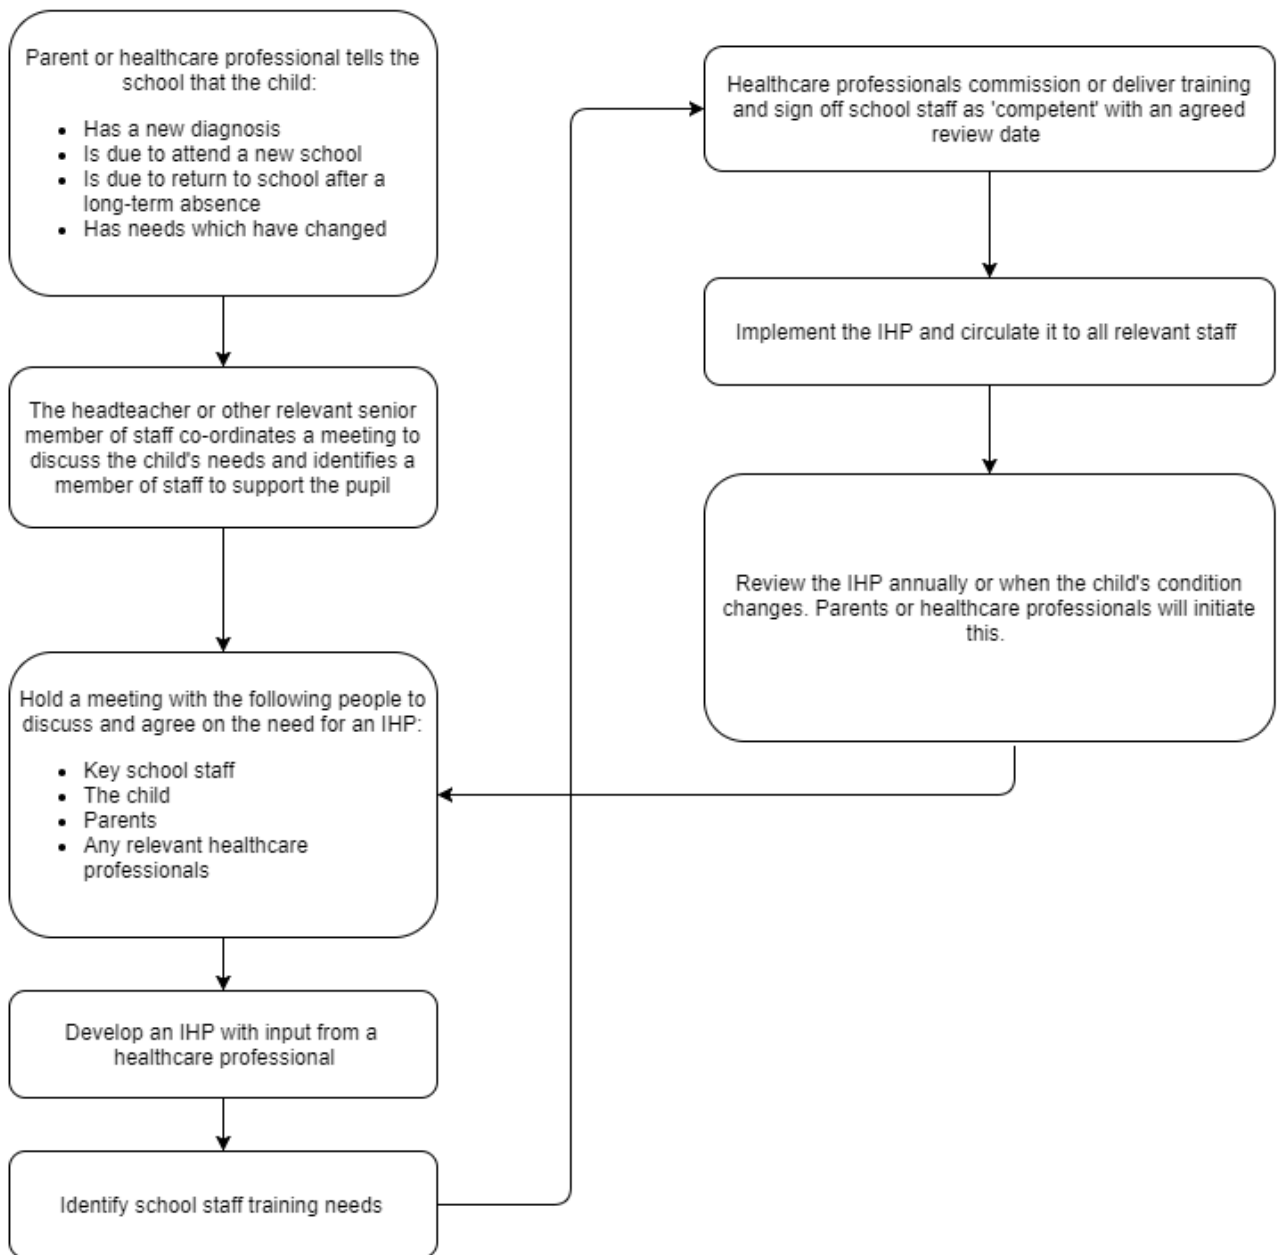 Parent or healthcare professional tells the
school that the child:
• Has a new diagnosis
• Is due to attend a new school
• Is due to return to school after a
long-term absence
• Has needs which have changed
The headteacher or other relevant senior
member of staff co-ordinates a meeting to
discuss the child's needs and identifies a
member of staff to support the pupil
Hold a meeting with the following people to
discuss and agree on the need for an IHP:
• Key school staff
• The child
• Parents
• Any relevant healthcare
professionals
Develop an IHP with input from a
healthcare professional
Identify school staff training needs
Healthcare professionals commission or deliver training
and sign off school staff as 'competent' with an agreed
review date
Implement the IHP and circulate it to all relevant staff
Review the IHP annually or when the child's condition
changes. Parents or healthcare professionals will initiate
this.